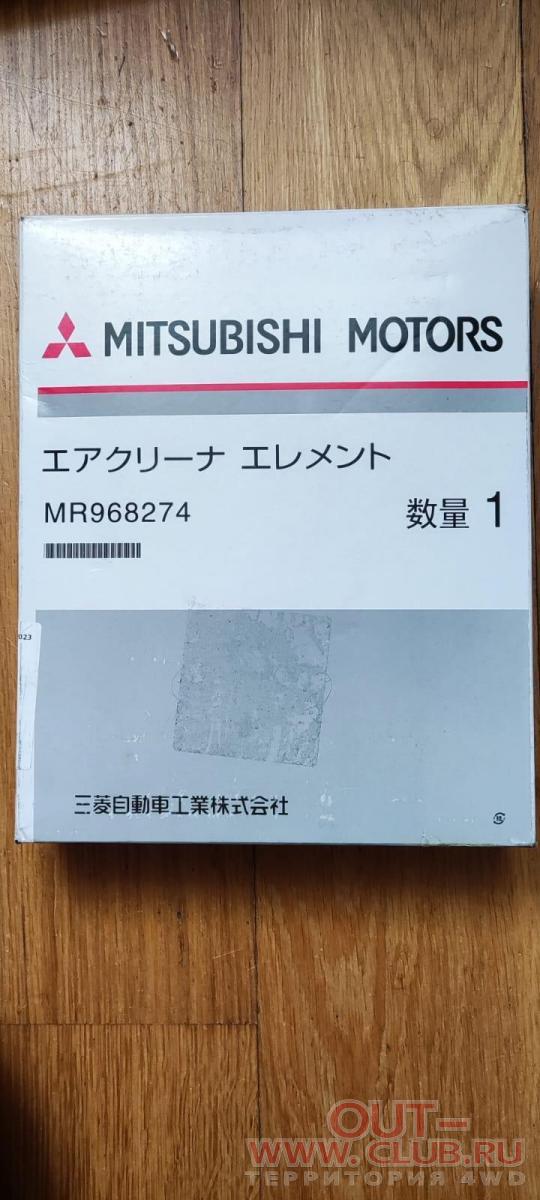 MITSUBISHI MOTORS
エアクリーナ エレメント
MR968274
数量 1
023
三菱自動車工業株式会社
OUT-
WWW.CLUB.RU
ТЕРРИТОРИЯ 4WD